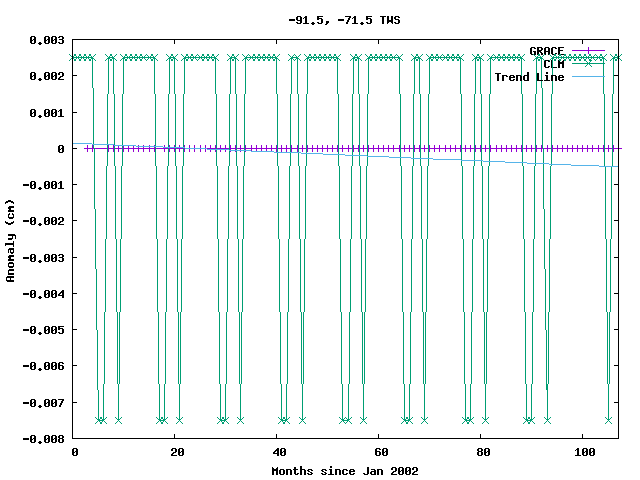 -91.5, -71.5 TWS
0.003
0.002
0.001
0
-0.001
-0.002
-0.003
-0.004
-0.005
-0.006
-0.007
-0.008
Anomaly (cm)
GRACE
CLM
Trend Line
0 20 40 60 80 100
Months since Jan 2002